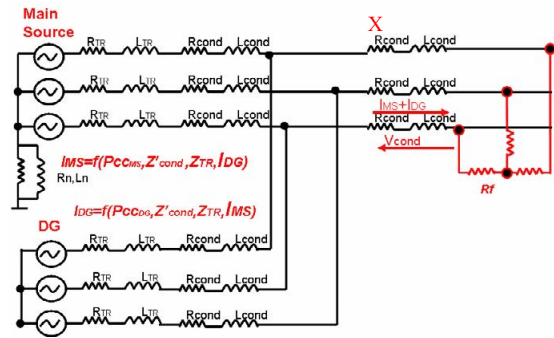 Main
Source
X
RTR LTR Rcond Lcond Rcond Lcond
RTR LTR Rcond Lcond Rcond Lcond
IMS+IDG
RTR LTR Rcond Lcond Rcond Lcond
Vcond
IMS=f(PccMS,Z'cond,ZTR,IDG)
Rn,Ln
Rf
IDG=f(PccDG,Z'cond,ZTR,IMS)
DG
RTR LTR Rcond Lcond
RTR LTR Rcond Lcond
RTR LTR Rcond Lcond